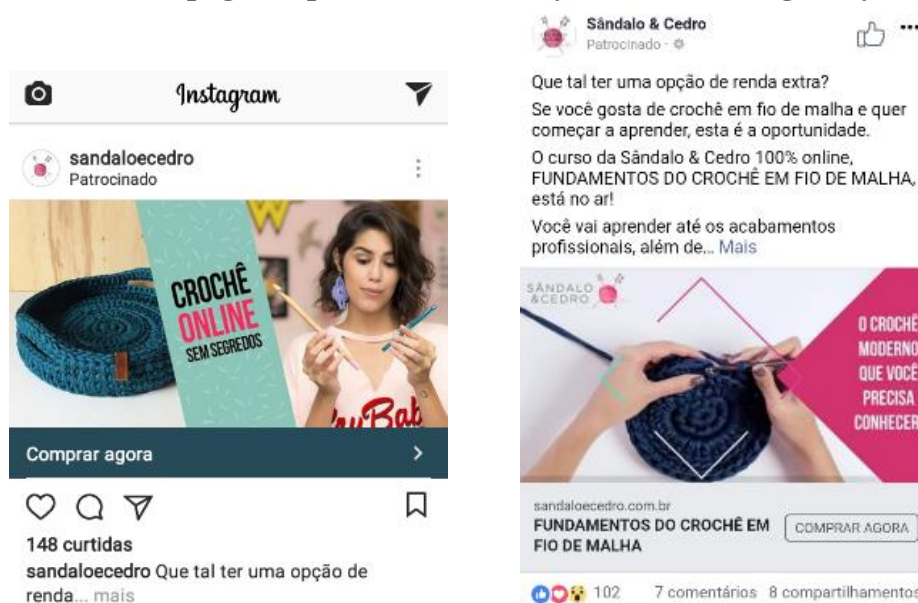 Instagram
sandaloecedro
Patrocinado
CROCHÊ
ONLINE
SEM SEGREDOS
CryBab
Comprar agora
148 curtidas
sandaloecedro Que tal ter uma opção de
renda... mais
Sândalo & Cedro
Patrocinado
Que tal ter uma opção de renda extra?
Se você gosta de crochê em fio de malha e quer
começar a aprender, esta é a oportunidade.
O curso da Sândalo & Cedro 100% online,
FUNDAMENTOS DO CROCHÊ EM FIO DE MALHA,
está no ar!
Você vai aprender até os acabamentos
profissionais, além de... Mais
SÂNDALO
&CEDRO
O CROCHÊ
MODERNO
QUE VOCÊ
PRECISA
CONHECER
sandaloecedro.com.br
FUNDAMENTOS DO CROCHÊ EM
FIO DE MALHA
COMPRAR AGORA
102 7 comentários 8 compartilhamentos